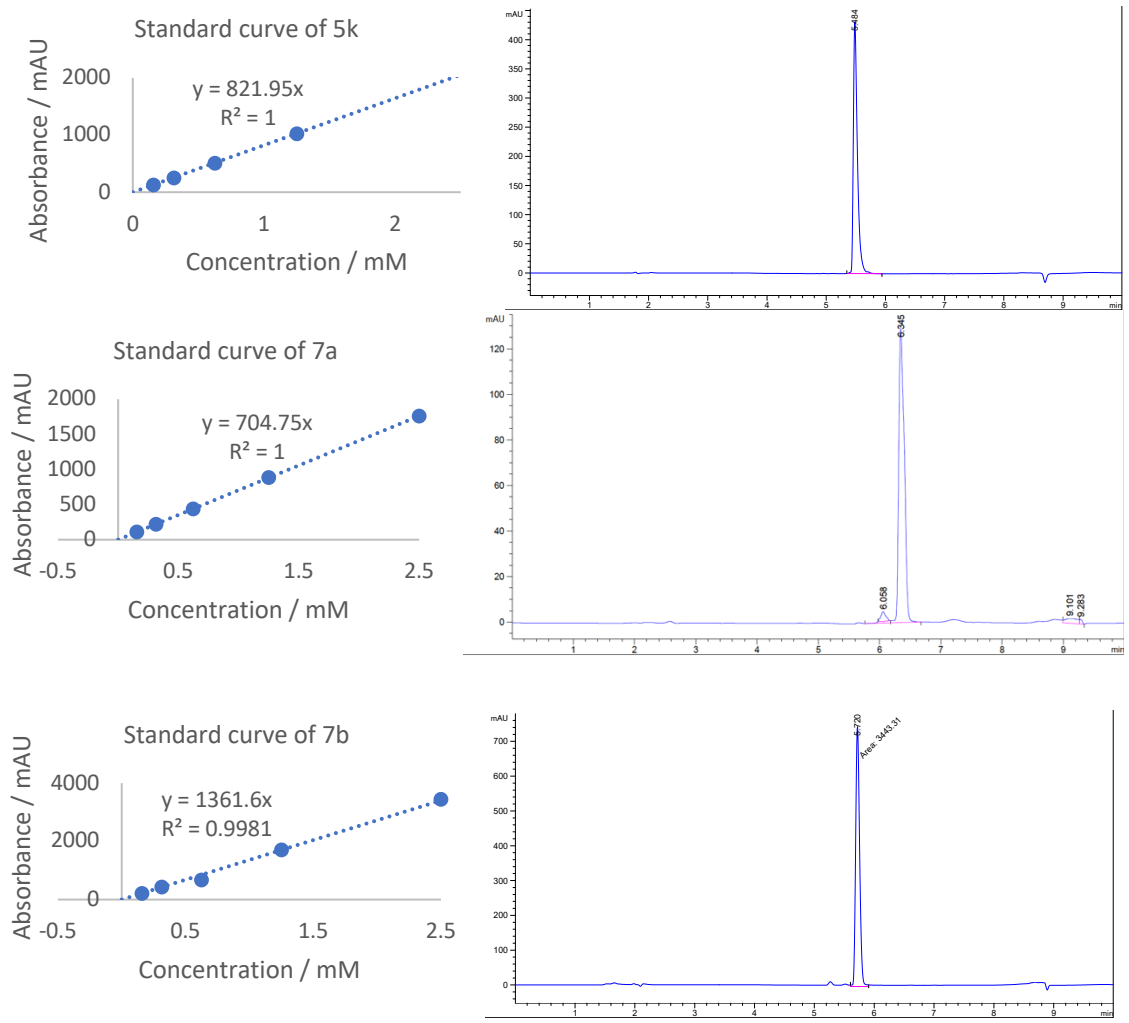 Standard curve of 5k
Absorbance / mAU
2000
1000
0
y = 821.95x
R² = 1
0 1 2
Concentration / mM
mAU
400
350
300
250
200
150
100
50
0
5.484
1 2 3 4 5 6 7 8 9 min
Standard curve of 7a
Absorbance / mAU
2000
1500
1000
500
0
y = 704.75x
R² = 1
-0.5 0.5 1.5 2.5
Concentration / mM
mAU
120
100
80
60
40
20
0
6.058
6.345
9.101
9.283
1 2 3 4 5 6 7 8 9 min
Standard curve of 7b
Absorbance / mAU
4000
2000
0
y = 1361.6x
R² = 0.9981
-0.5 0.5 1.5 2.5
Concentration / mM
mAU
700
600
500
400
300
200
100
0
5.720
Area: 3443.31
1 2 3 4 5 6 7 8 9 min